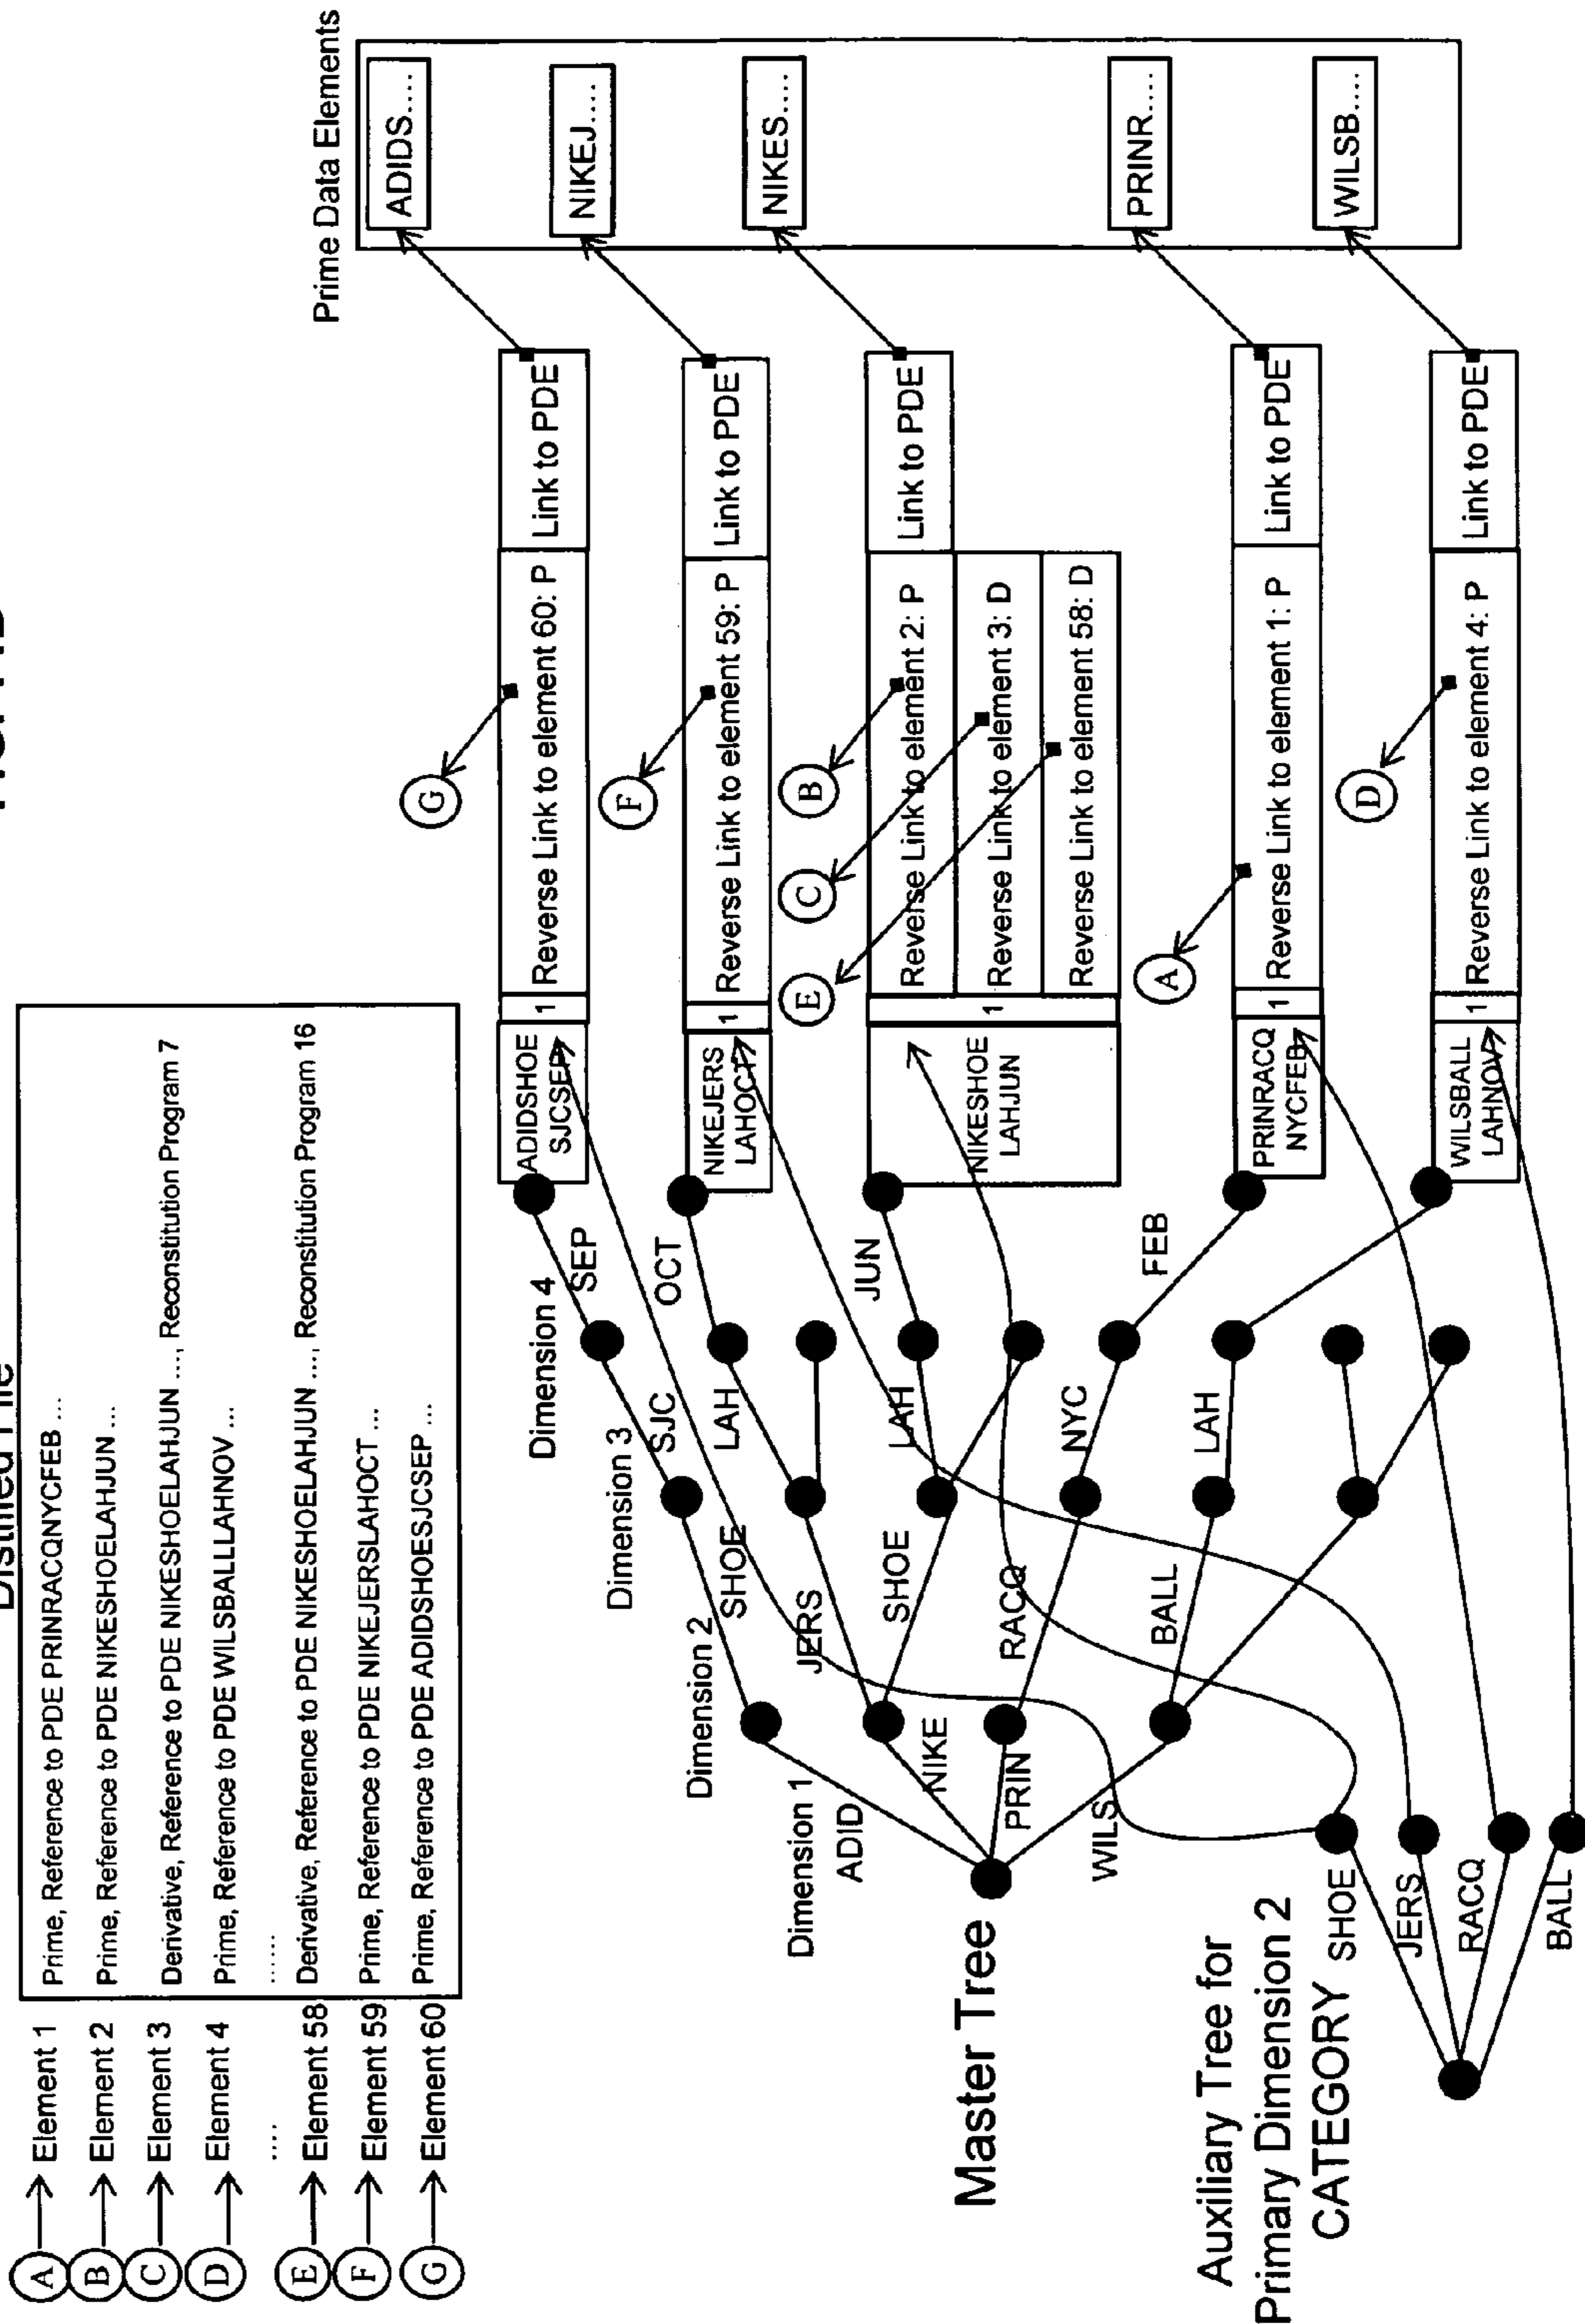 Distilled File
A Element 1 Prime, Reference to PDE PRINRACQNYCFEB ...
B Element 2 Prime, Reference to PDE NIKESHOELAHJUN...
C Element 3 Derivative, Reference to PDE NIKESHOELAHJUN ..., Reconstitution Program 7
D Element 4 Prime, Reference to PDE WILSBALLLAHNOV ...
.... ......
E Element 58 Derivative, Reference to PDE NIKESHOELAHJUN ..., Reconstitution Program 16
F Element 59 Prime, Reference to PDE NIKEJERSLAHOCT ...
G Element 60 Prime, Reference to PDE ADIDSHOESJCSEP ...
Prime Data Elements
ADIDS....
NIKEJ....
NIKES....
PRINR....
WILSB....
G
ADIDSHOE
SJCSEP
1
Reverse Link to element 60: P
Link to PDE
F
NIKEJERS
LAHOCT
1
Reverse Link to element 59: P
Link to PDE
B
C
E
NIKESHOE
LAHJUN
1
Reverse Link to element 2: P
Link to PDE
Reverse Link to element 3: D
Reverse Link to element 58: D
A
PRINRACQ
NYCFEB
1
Reverse Link to element 1: P
Link to PDE
D
WILSBALL
LAHNOV
1
Reverse Link to element 4: P
Link to PDE
Dimension 4
SEP
OCT
JUN
FEB
Dimension 3
SJC
LAH
LAH
NYC
LAH
Dimension 2
SHOE
JERS
SHOE
RACQ
BALL
Dimension 1
ADID
NIKE
PRIN
WILS
Master Tree
Auxiliary Tree for
Primary Dimension 2
CATEGORY
SHOE
JERS
RACQ
BALL